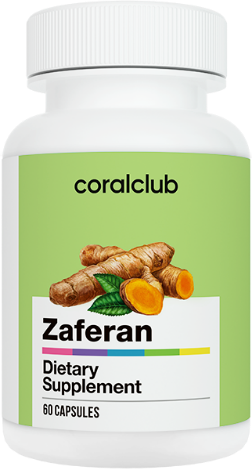 coralclub
Zaferan
Dietary
Supplement
60 CAPSULES